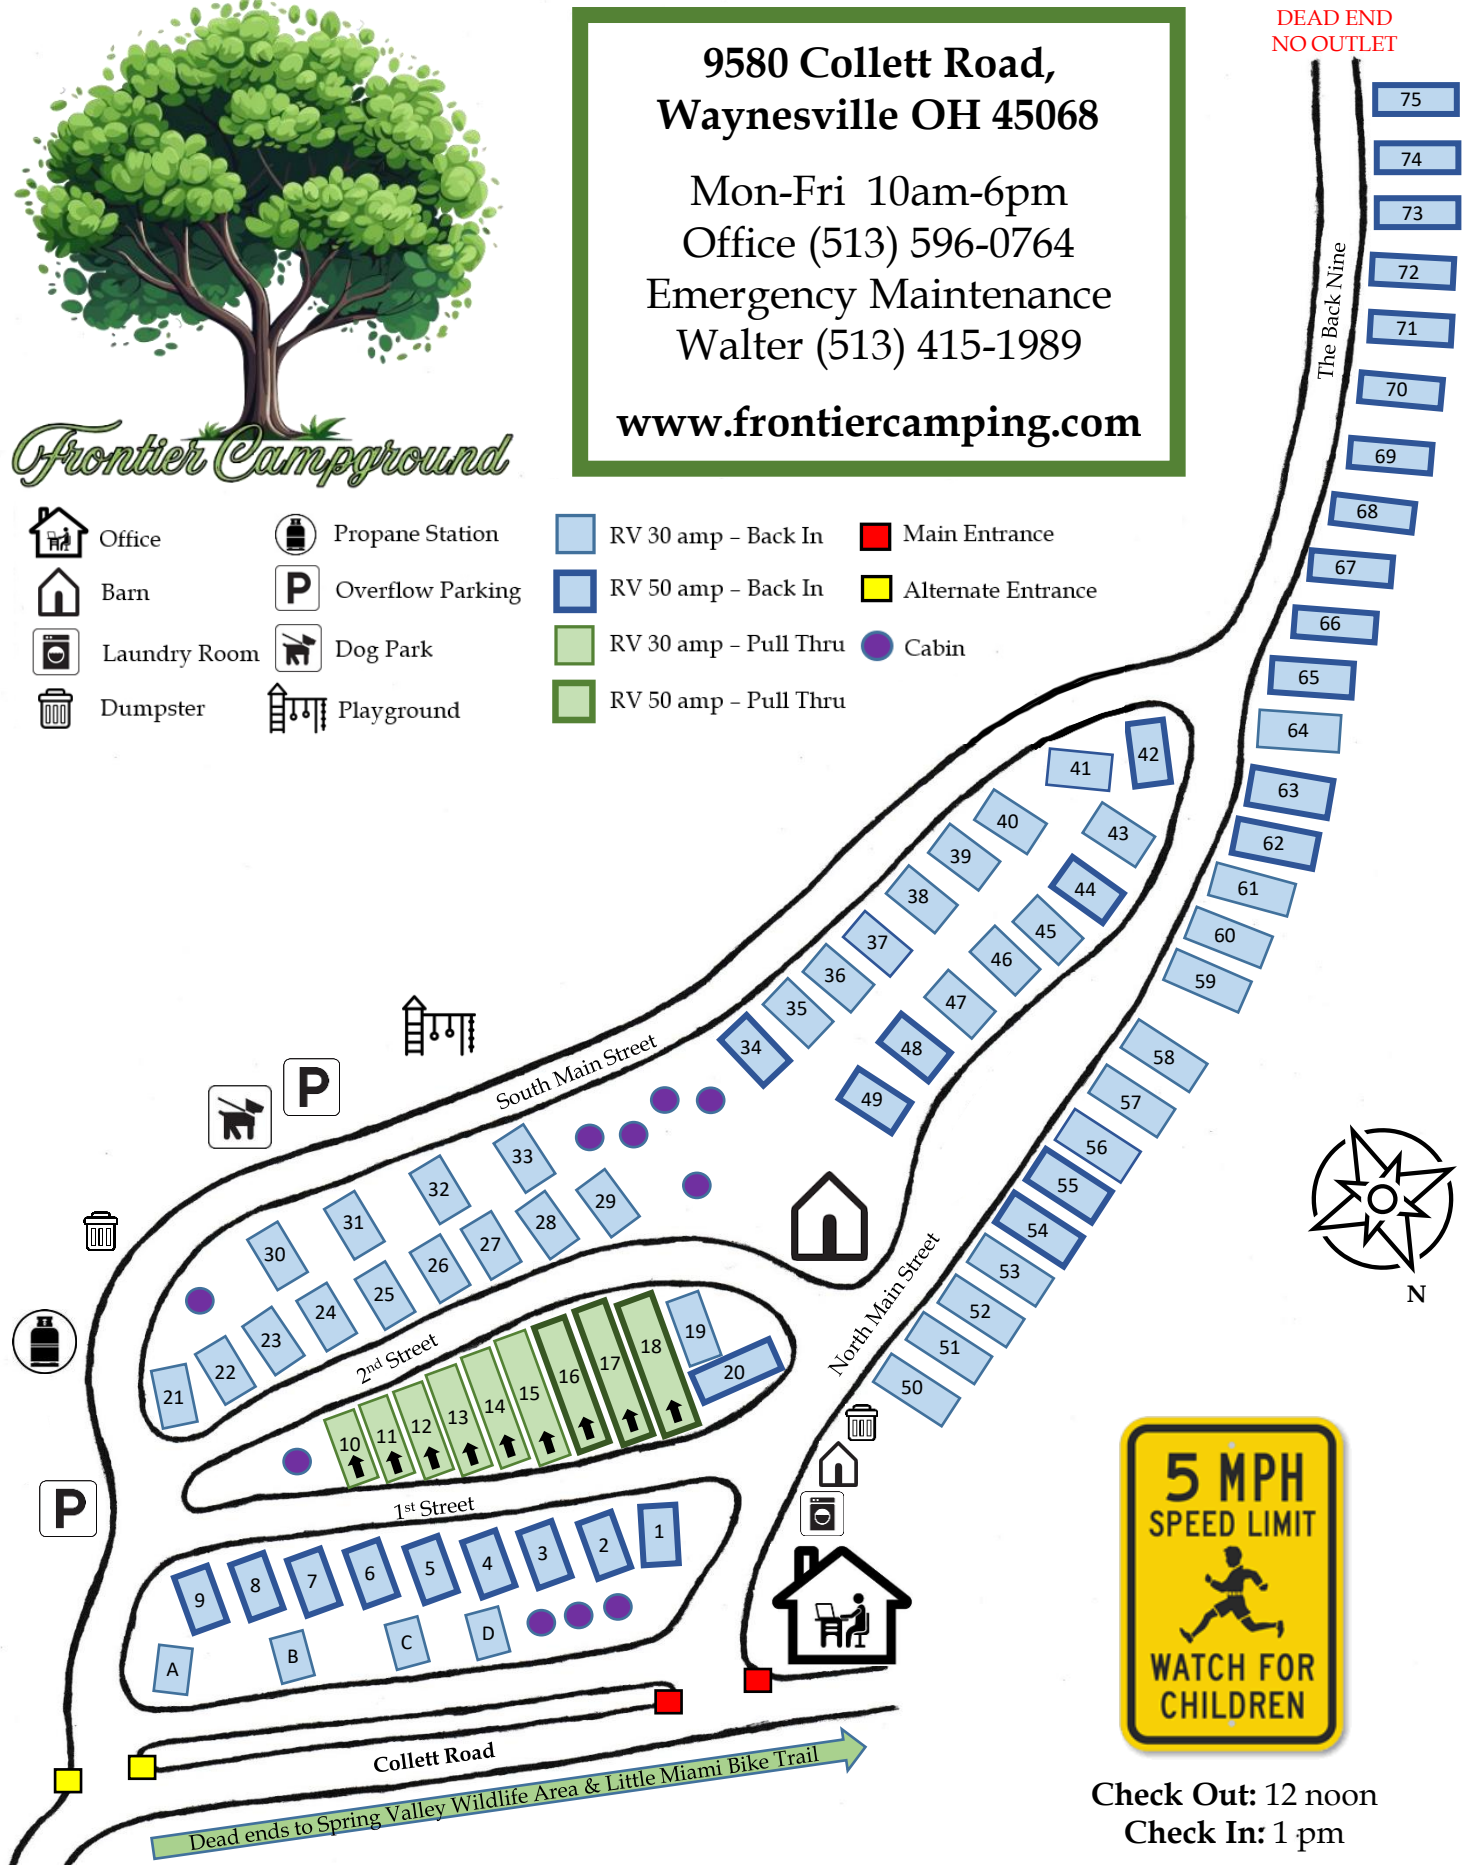 DEAD END
NO OUTLET
9580 Collett Road,
Waynesville OH 45068
Mon-Fri 10am-6pm
Office (513) 596-0764
Emergency Maintenance
Walter (513) 415-1989
www.frontiercamping.com
Frontier Campground
Office
Barn
Laundry Room
Dumpster
Propane Station
P
Overflow Parking
Dog Park
Playground
RV 30 amp – Back In
RV 50 amp – Back In
RV 30 amp – Pull Thru
RV 50 amp – Pull Thru
Main Entrance
Alternate Entrance
Cabin
75
74
73
72
71
70
69
68
67
66
65
64
63
62
61
60
59
58
57
56
55
54
53
52
51
50
The Back Nine
42
41
40
39
38
37
36
35
34
43
44
45
46
47
48
49
South Main Street
P
33
32
31
30
29
28
27
26
25
24
23
22
21
North Main Street
2nd Street
10
11
12
13
14
15
16
17
18
19
20
P
1st Street
9
8
7
6
5
4
3
2
1
A
B
C
D
Collett Road
Dead ends to Spring Valley Wildlife Area & Little Miami Bike Trail
N
5 MPH
SPEED LIMIT
WATCH FOR
CHILDREN
Check Out: 12 noon
Check In: 1 pm